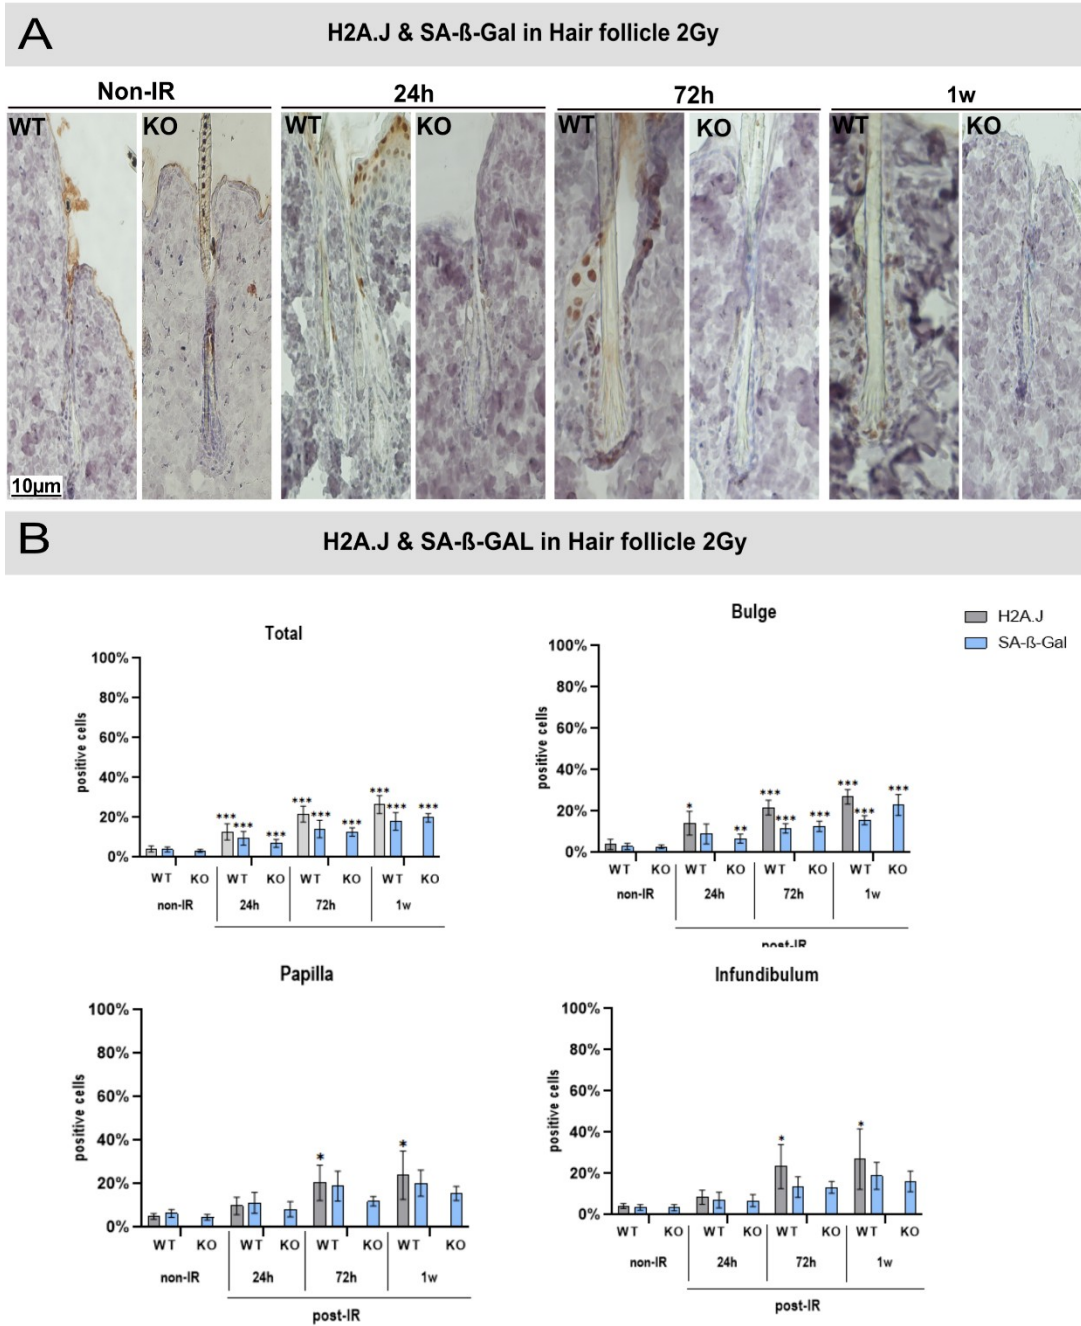 A
H2A.J & SA-ß-Gal in Hair follicle 2Gy
Non-IR 24h 72h 1w
WT KO WT KO WT KO WT KO
10µm
B
H2A.J & SA-ß-GAL in Hair follicle 2Gy
H2A.J
SA-ß-Gal
Total
positive cells
100%
80%
60%
40%
20%
0%
*** *** *** *** *** *** *** *** ***
WT KO WT KO WT KO WT KO
non-IR 24h 72h 1w
Bulge
positive cells
100%
80%
60%
40%
20%
0%
* ** *** *** *** *** *** ***
WT KO WT KO WT KO WT KO
non-IR 24h 72h 1w
post-IR
Papilla
positive cells
100%
80%
60%
40%
20%
0%
* *
WT KO WT KO WT KO WT KO
non-IR 24h 72h 1w
post-IR
Infundibulum
positive cells
100%
80%
60%
40%
20%
0%
* *
WT KO WT KO WT KO WT KO
non-IR 24h 72h 1w
post-IR